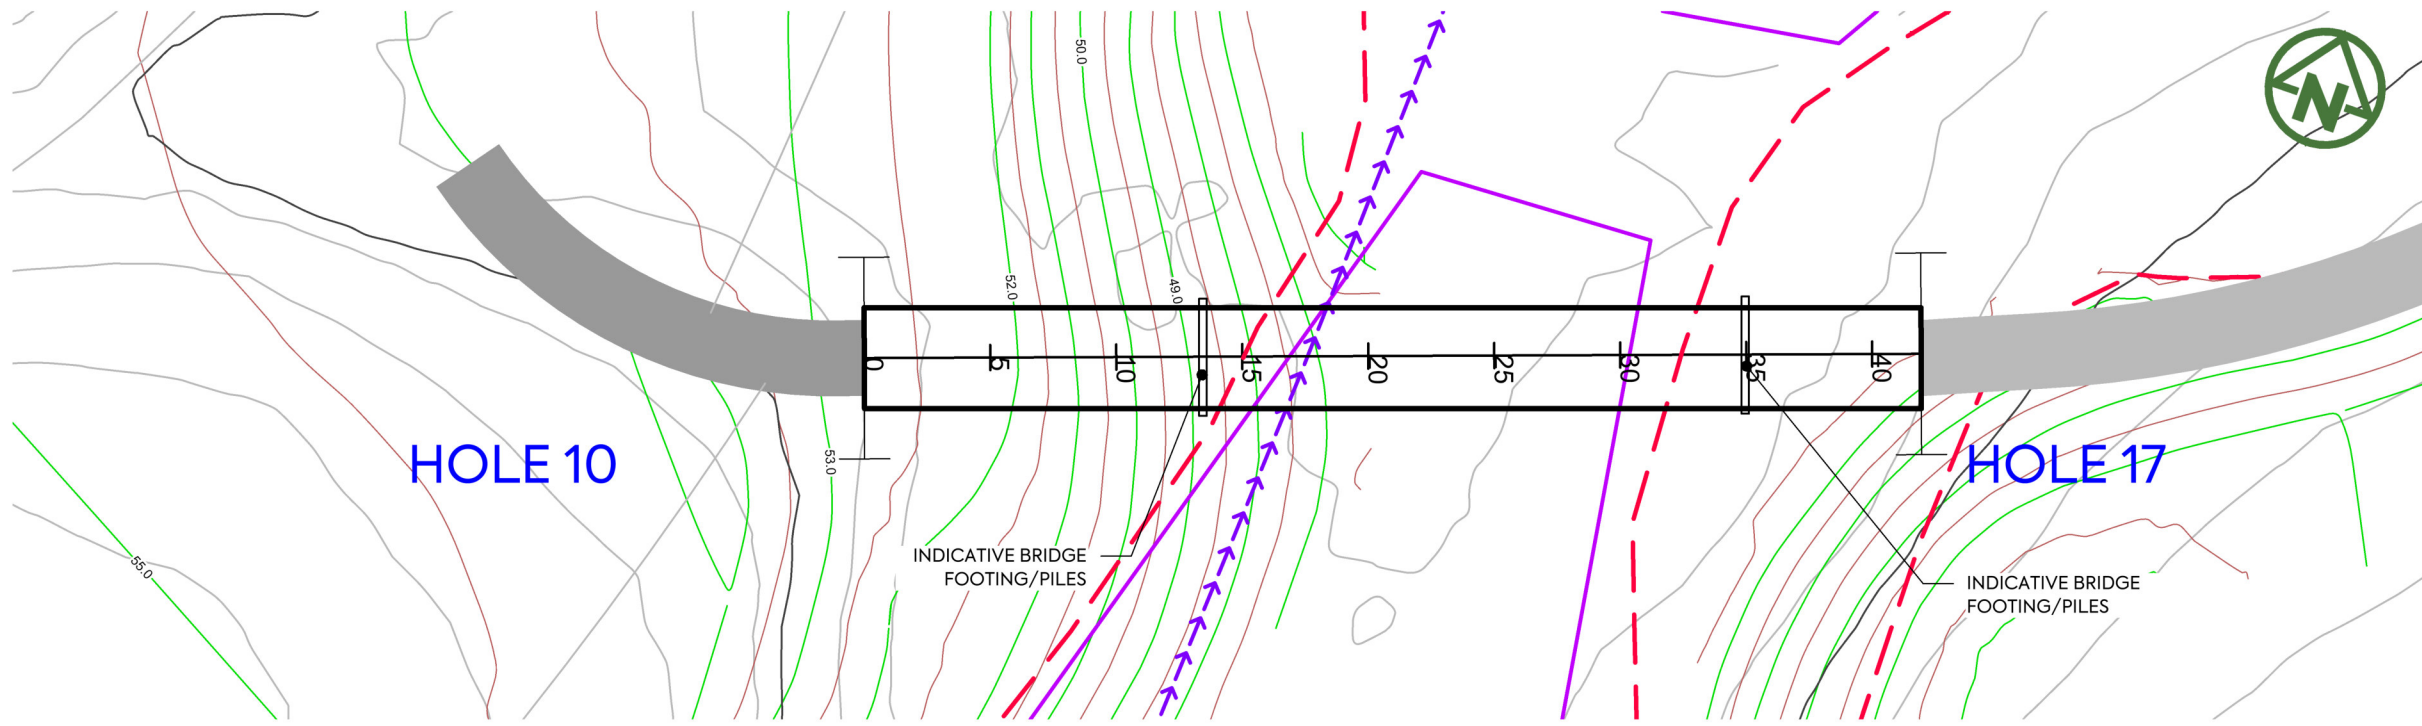 50.0
N
52.0
49.0
0
5
10
15
20
25
30
35
40
53.0
HOLE 10
HOLE 17
INDICATIVE BRIDGE
FOOTING/PILES
55.0
INDICATIVE BRIDGE
FOOTING/PILES